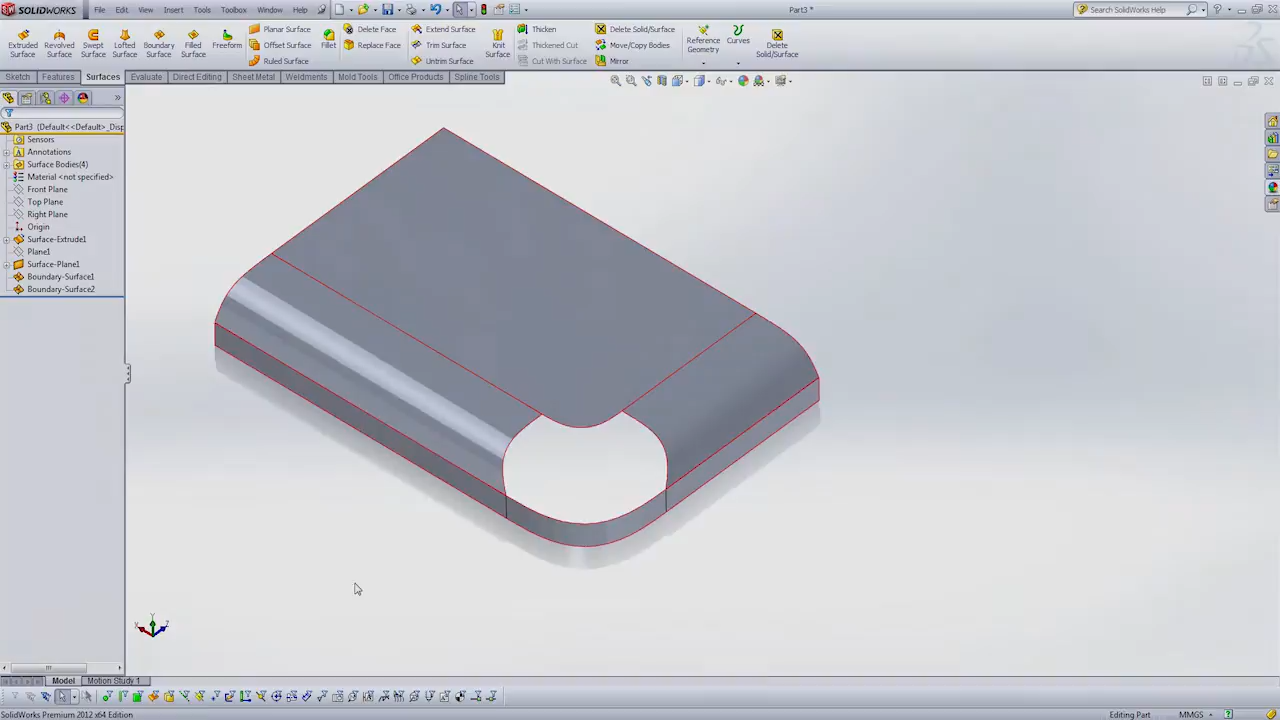 SOLIDWORKS File Edit View Insert Tools Toolbox Window Help Part3 * Search SolidWorks Help
Extruded Surface
Revolved Surface
Swept Surface
Lofted Surface
Boundary Surface
Filled Surface
Freeform
Planar Surface
Offset Surface
Ruled Surface
Fillet
Delete Face
Replace Face
Extend Surface
Trim Surface
Untrim Surface
Knit Surface
Thicken
Thickened Cut
Cut With Surface
Delete Solid/Surface
Move/Copy Bodies
Mirror
Reference Geometry
Curves
Delete Solid/Surface
Sketch Features Surfaces Evaluate Direct Editing Sheet Metal Weldments Mold Tools Office Products Spline Tools
Part3 (Default<<Default>_Disp
Sensors
Annotations
Surface Bodies(4)
Material <not specified>
Front Plane
Top Plane
Right Plane
Origin
Surface-Extrude1
Plane1
Surface-Plane1
Boundary-Surface1
Boundary-Surface2
Model Motion Study 1
SolidWorks Premium 2012 x64 Edition Editing Part MMGS